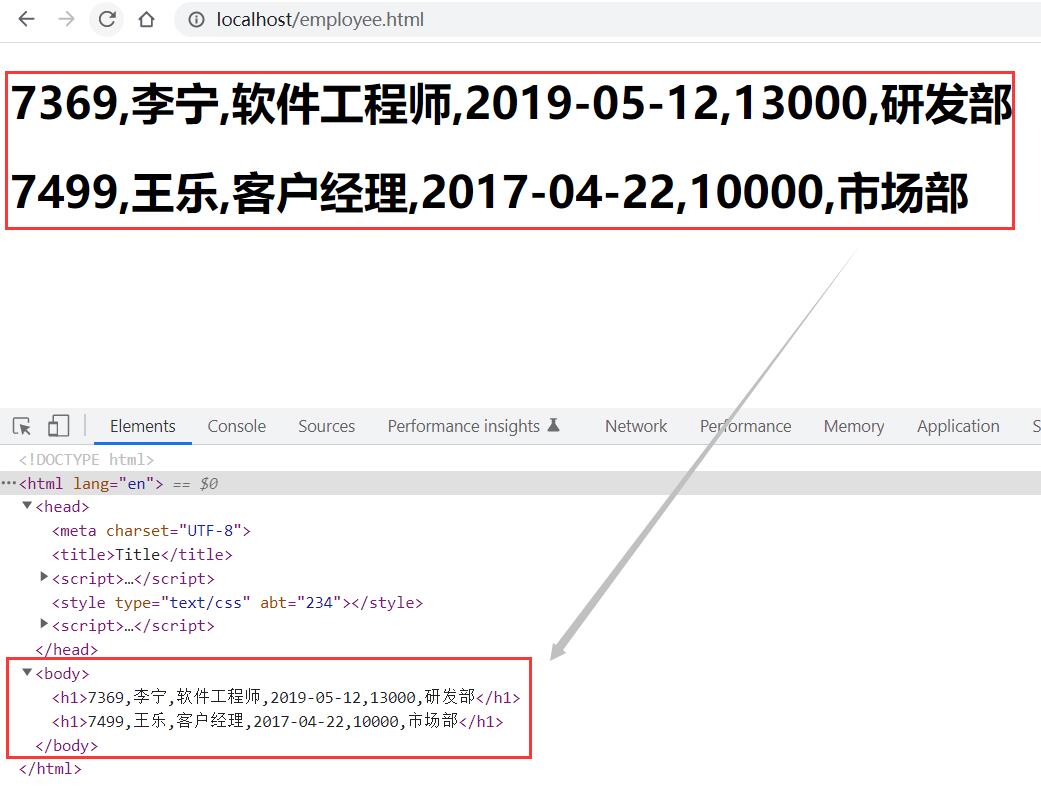 localhost/employee.html
7369,李宁,软件工程师,2019-05-12,13000,研发部
7499,王乐,客户经理,2017-04-22,10000,市场部
Elements Console Sources Performance insights Network Performance Memory Application S
<!DOCTYPE html>
···<html lang="en"> == $0
<head>
<meta charset="UTF-8">
<title>Title</title>
<script>…</script>
<style type="text/css" abt="234"></style>
<script>…</script>
</head>
<body>
<h1>7369,李宁,软件工程师,2019-05-12,13000,研发部</h1>
<h1>7499,王乐,客户经理,2017-04-22,10000,市场部</h1>
</body>
</html>